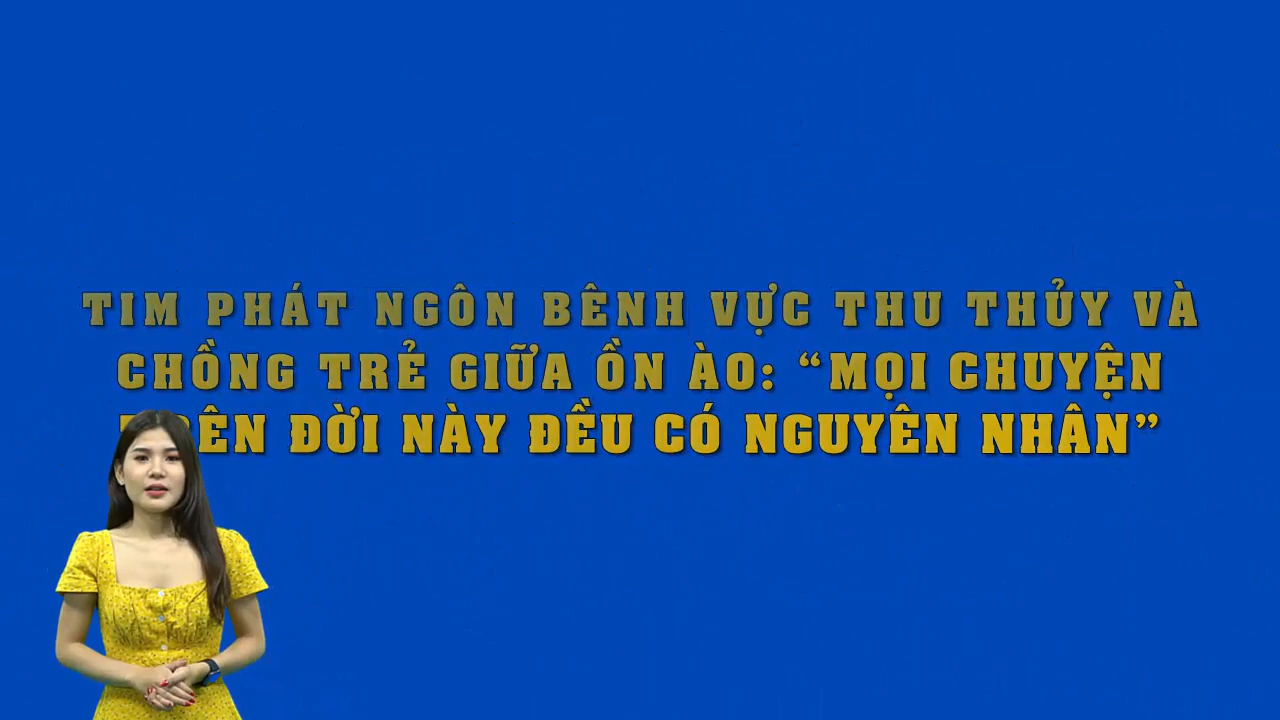 TIM PHÁT NGÔN BÊNH VỰC THU THỦY VÀ
CHỒNG TRẺ GIỮA ỒN ÀO: “MỌI CHUYỆN
TRÊN ĐỜI NÀY ĐỀU CÓ NGUYÊN NHÂN”